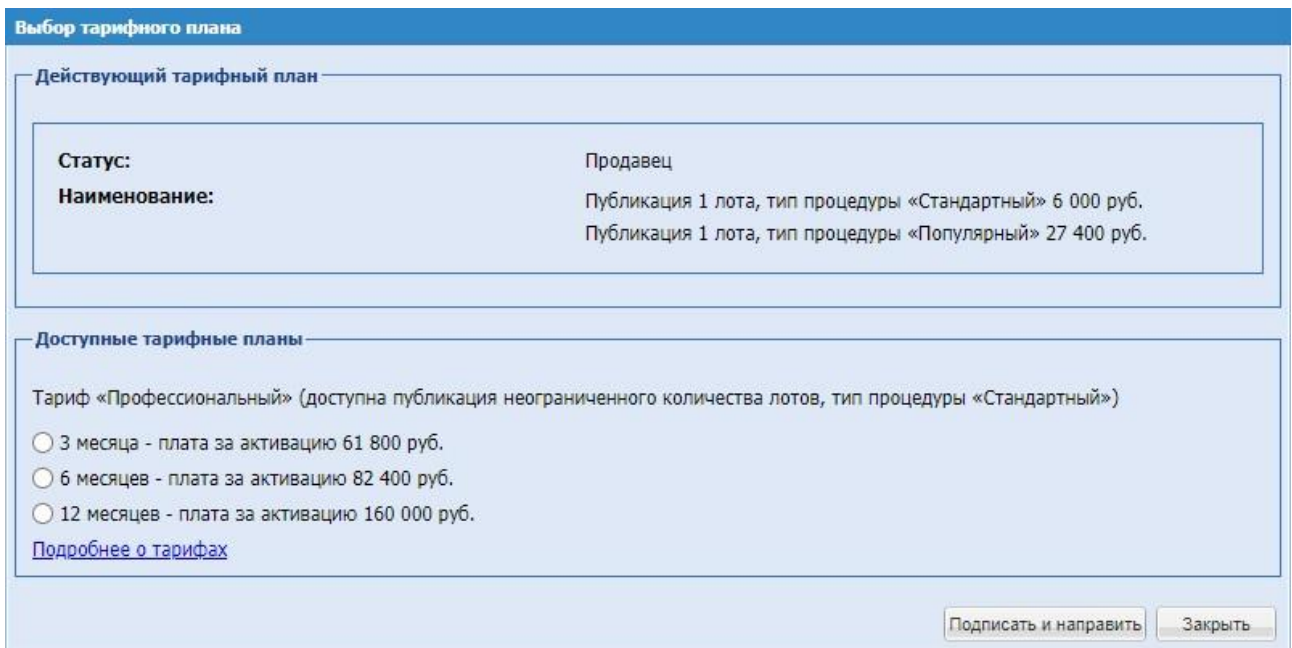 Выбор тарифного плана
Действующий тарифный план
Статус: Продавец
Наименование: Публикация 1 лота, тип процедуры «Стандартный» 6 000 руб.
Публикация 1 лота, тип процедуры «Популярный» 27 400 руб.
Доступные тарифные планы
Тариф «Профессиональный» (доступна публикация неограниченного количества лотов, тип процедуры «Стандартный»)
3 месяца - плата за активацию 61 800 руб.
6 месяцев - плата за активацию 82 400 руб.
12 месяцев - плата за активацию 160 000 руб.
Подробнее о тарифах
Подписать и направить Закрыть